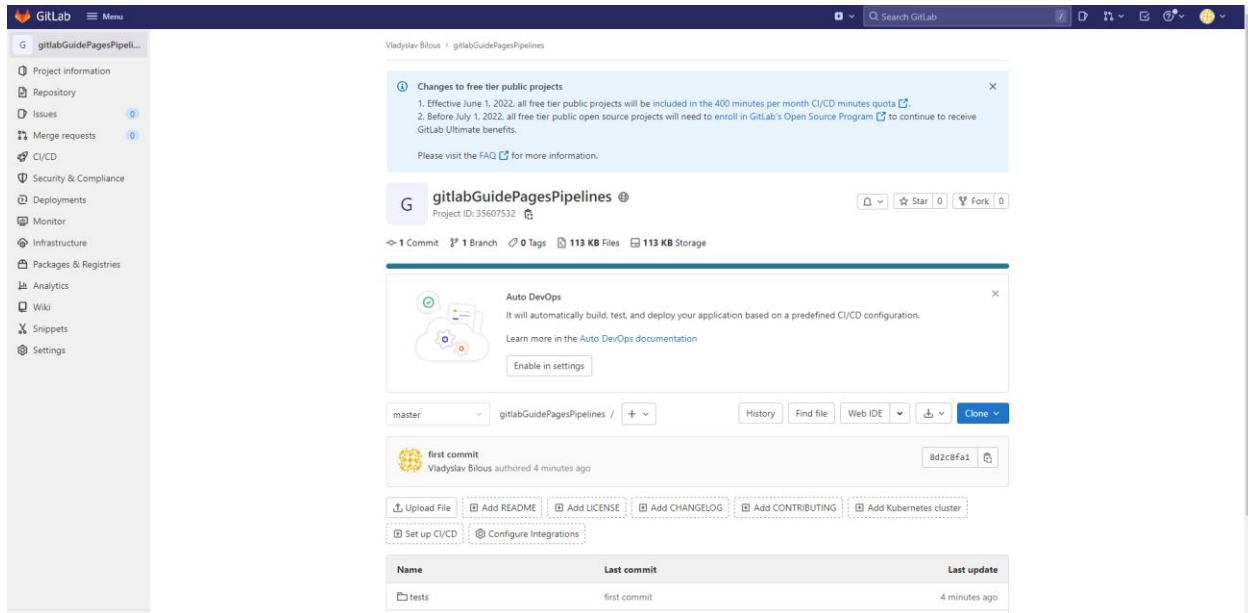 GitLab Menu Search GitLab /
G gitlabGuidePagesPipeli...
Project information
Repository
Issues 0
Merge requests 0
CI/CD
Security & Compliance
Deployments
Monitor
Infrastructure
Packages & Registries
Analytics
Wiki
Snippets
Settings
Vladyslav Bilous > gitlabGuidePagesPipelines
Changes to free tier public projects
1. Effective June 1, 2022, all free tier public projects will be included in the 400 minutes per month CI/CD minutes quota.
2. Before July 1, 2022, all free tier public open source projects will need to enroll in GitLab's Open Source Program to continue to receive
GitLab Ultimate benefits.
Please visit the FAQ for more information.
G gitlabGuidePagesPipelines
Project ID: 35607532
Star 0 Fork 0
1 Commit 1 Branch 0 Tags 113 KB Files 113 KB Storage
Auto DevOps
It will automatically build, test, and deploy your application based on a predefined CI/CD configuration.
Learn more in the Auto DevOps documentation
Enable in settings
master gitlabGuidePagesPipelines / + History Find file Web IDE Clone
first commit
Vladyslav Bilous authored 4 minutes ago
8d2c8fa1
Upload File Add README Add LICENSE Add CHANGELOG Add CONTRIBUTING Add Kubernetes cluster
Set up CI/CD Configure Integrations
Name Last commit Last update
tests first commit 4 minutes ago